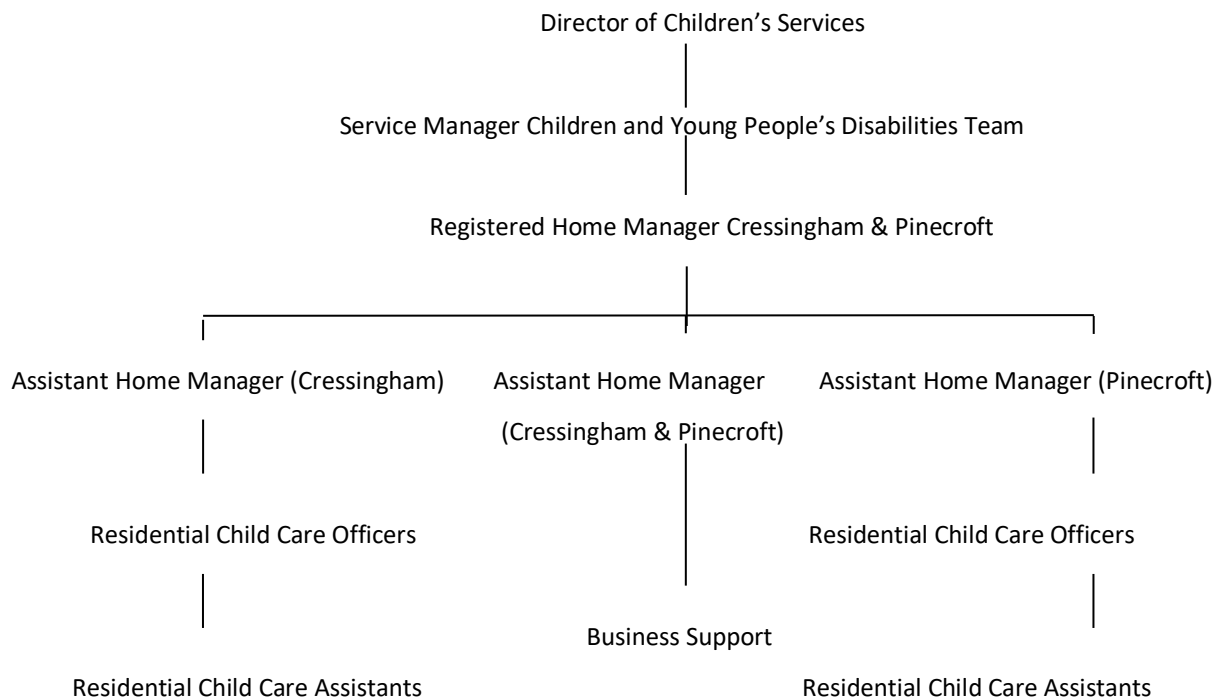 Director of Children’s Services
Service Manager Children and Young People’s Disabilities Team
Registered Home Manager Cressingham & Pinecroft
Assistant Home Manager (Cressingham)
Assistant Home Manager
(Cressingham & Pinecroft)
Assistant Home Manager (Pinecroft)
Residential Child Care Officers
Residential Child Care Officers
Business Support
Residential Child Care Assistants
Residential Child Care Assistants